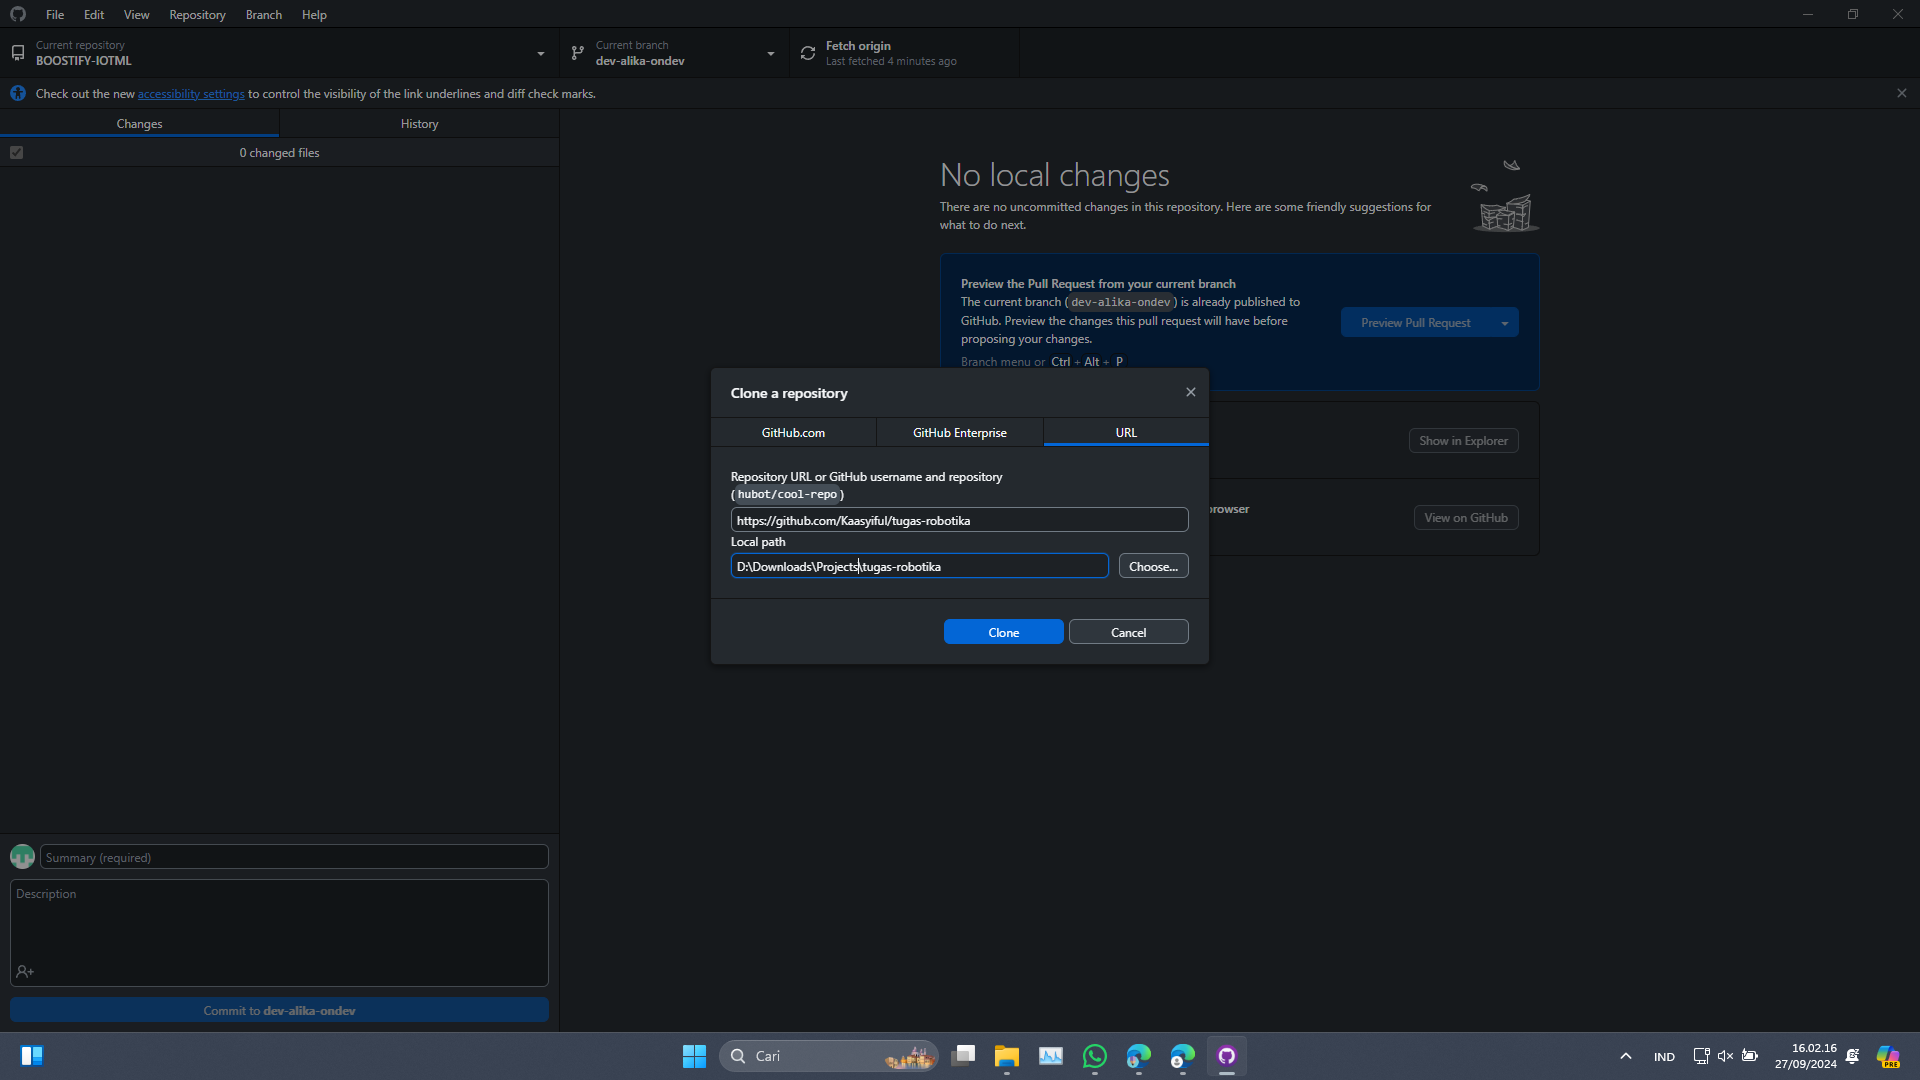 File Edit View Repository Branch Help
Current repository
BOOSTIFY-IOTML
Current branch
dev-alika-ondev
Fetch origin
Last fetched 4 minutes ago
Check out the new accessibility settings to control the visibility of the link underlines and diff check marks.
Changes
History
0 changed files
No local changes
There are no uncommitted changes in this repository. Here are some friendly suggestions for
what to do next.
Preview the Pull Request from your current branch
The current branch ( dev-alika-ondev ) is already published to
GitHub. Preview the changes this pull request will have before
proposing your changes.
Branch menu or Ctrl + Alt + P
Preview Pull Request
Show in Explorer
browser
View on GitHub
Clone a repository
GitHub.com
GitHub Enterprise
URL
Repository URL or GitHub username and repository
( hubot/cool-repo )
https://github.com/Kaasyiful/tugas-robotika
Local path
D:\Downloads\Projects\tugas-robotika
Choose...
Clone
Cancel
Summary (required)
Description
Commit to dev-alika-ondev
Cari
IND
16.02.16
27/09/2024
PRE